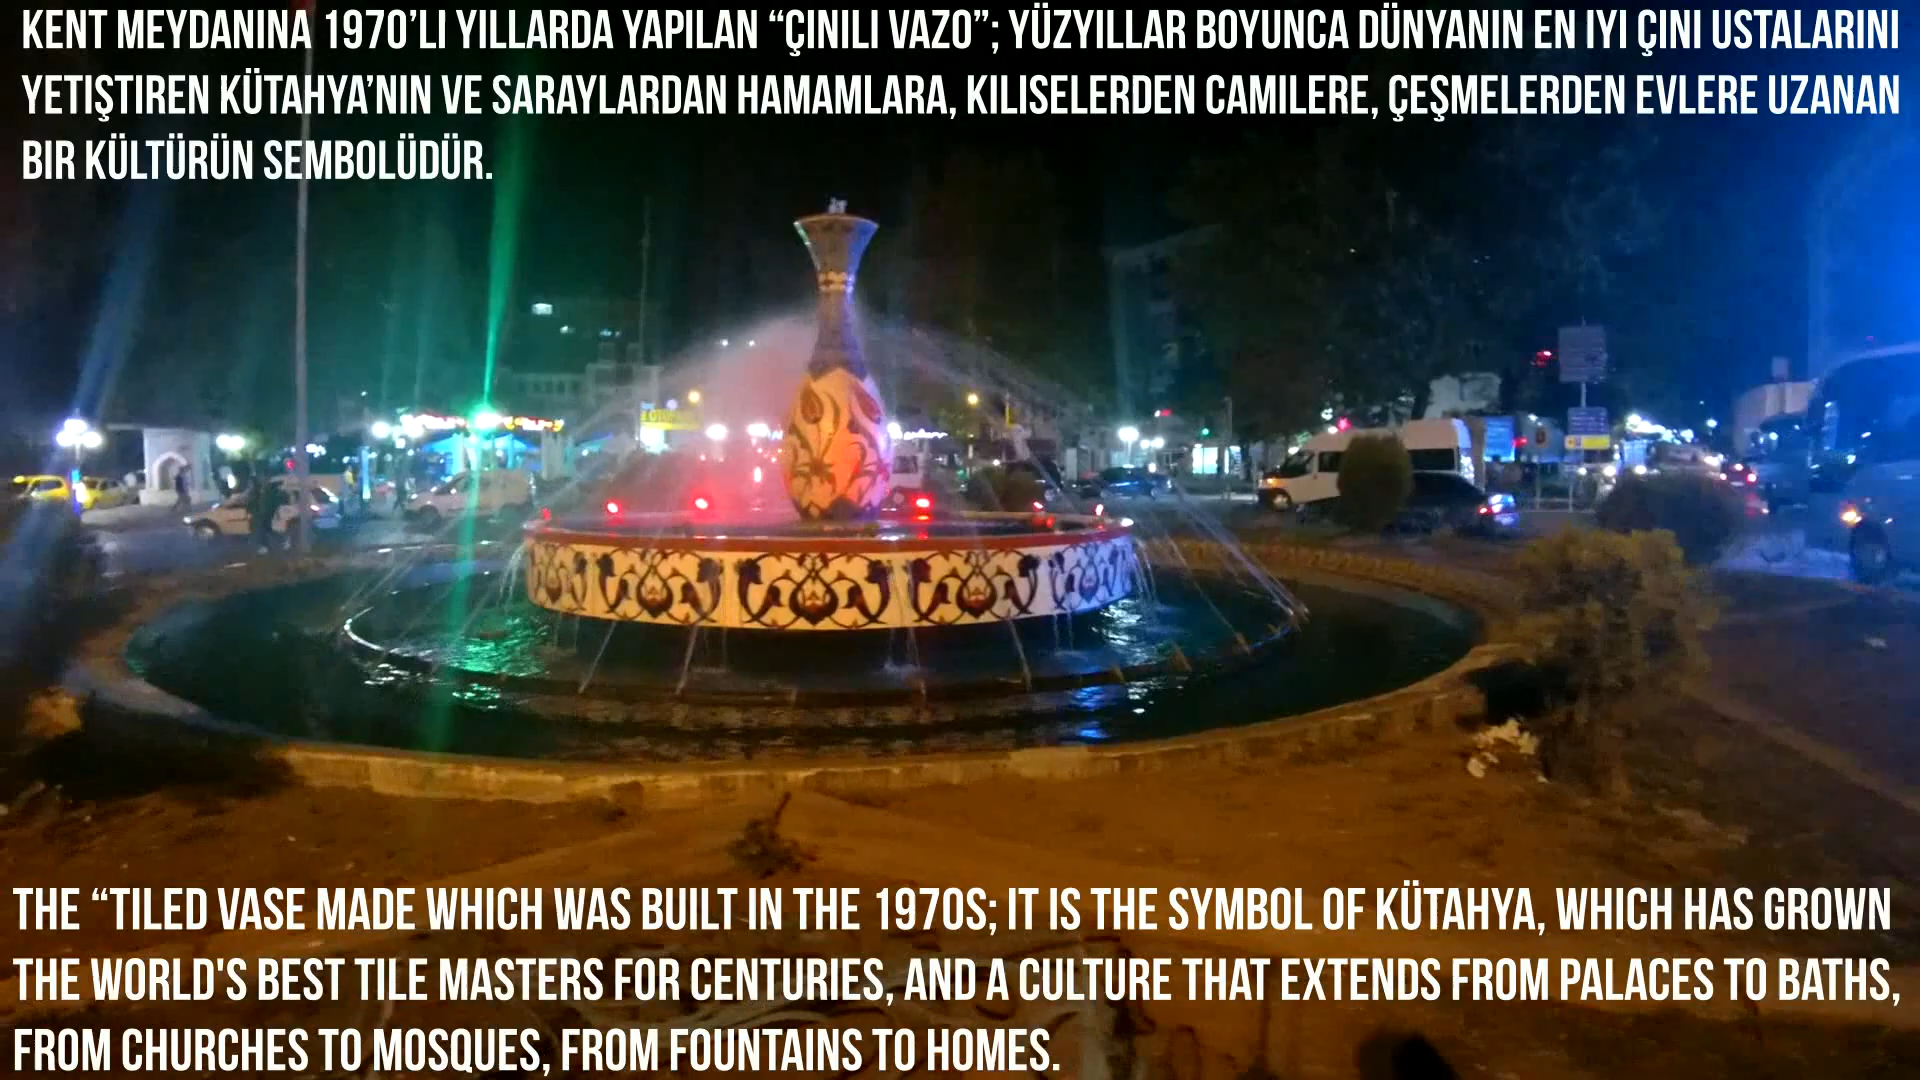 KENT MEYDANINA 1970’LI YILLARDA YAPILAN “ÇINILI VAZO”; YÜZYILLAR BOYUNCA DÜNYANIN EN IYI ÇINI USTALARINI
YETIŞTIREN KÜTAHYA’NIN VE SARAYLARDAN HAMAMLARA, KILISELERDEN CAMILERE, ÇEŞMELERDEN EVLERE UZANAN
BIR KÜLTÜRÜN SEMBOLÜDÜR.
THE “TILED VASE MADE WHICH WAS BUILT IN THE 1970S; IT IS THE SYMBOL OF KÜTAHYA, WHICH HAS GROWN
THE WORLD'S BEST TILE MASTERS FOR CENTURIES, AND A CULTURE THAT EXTENDS FROM PALACES TO BATHS,
FROM CHURCHES TO MOSQUES, FROM FOUNTAINS TO HOMES.